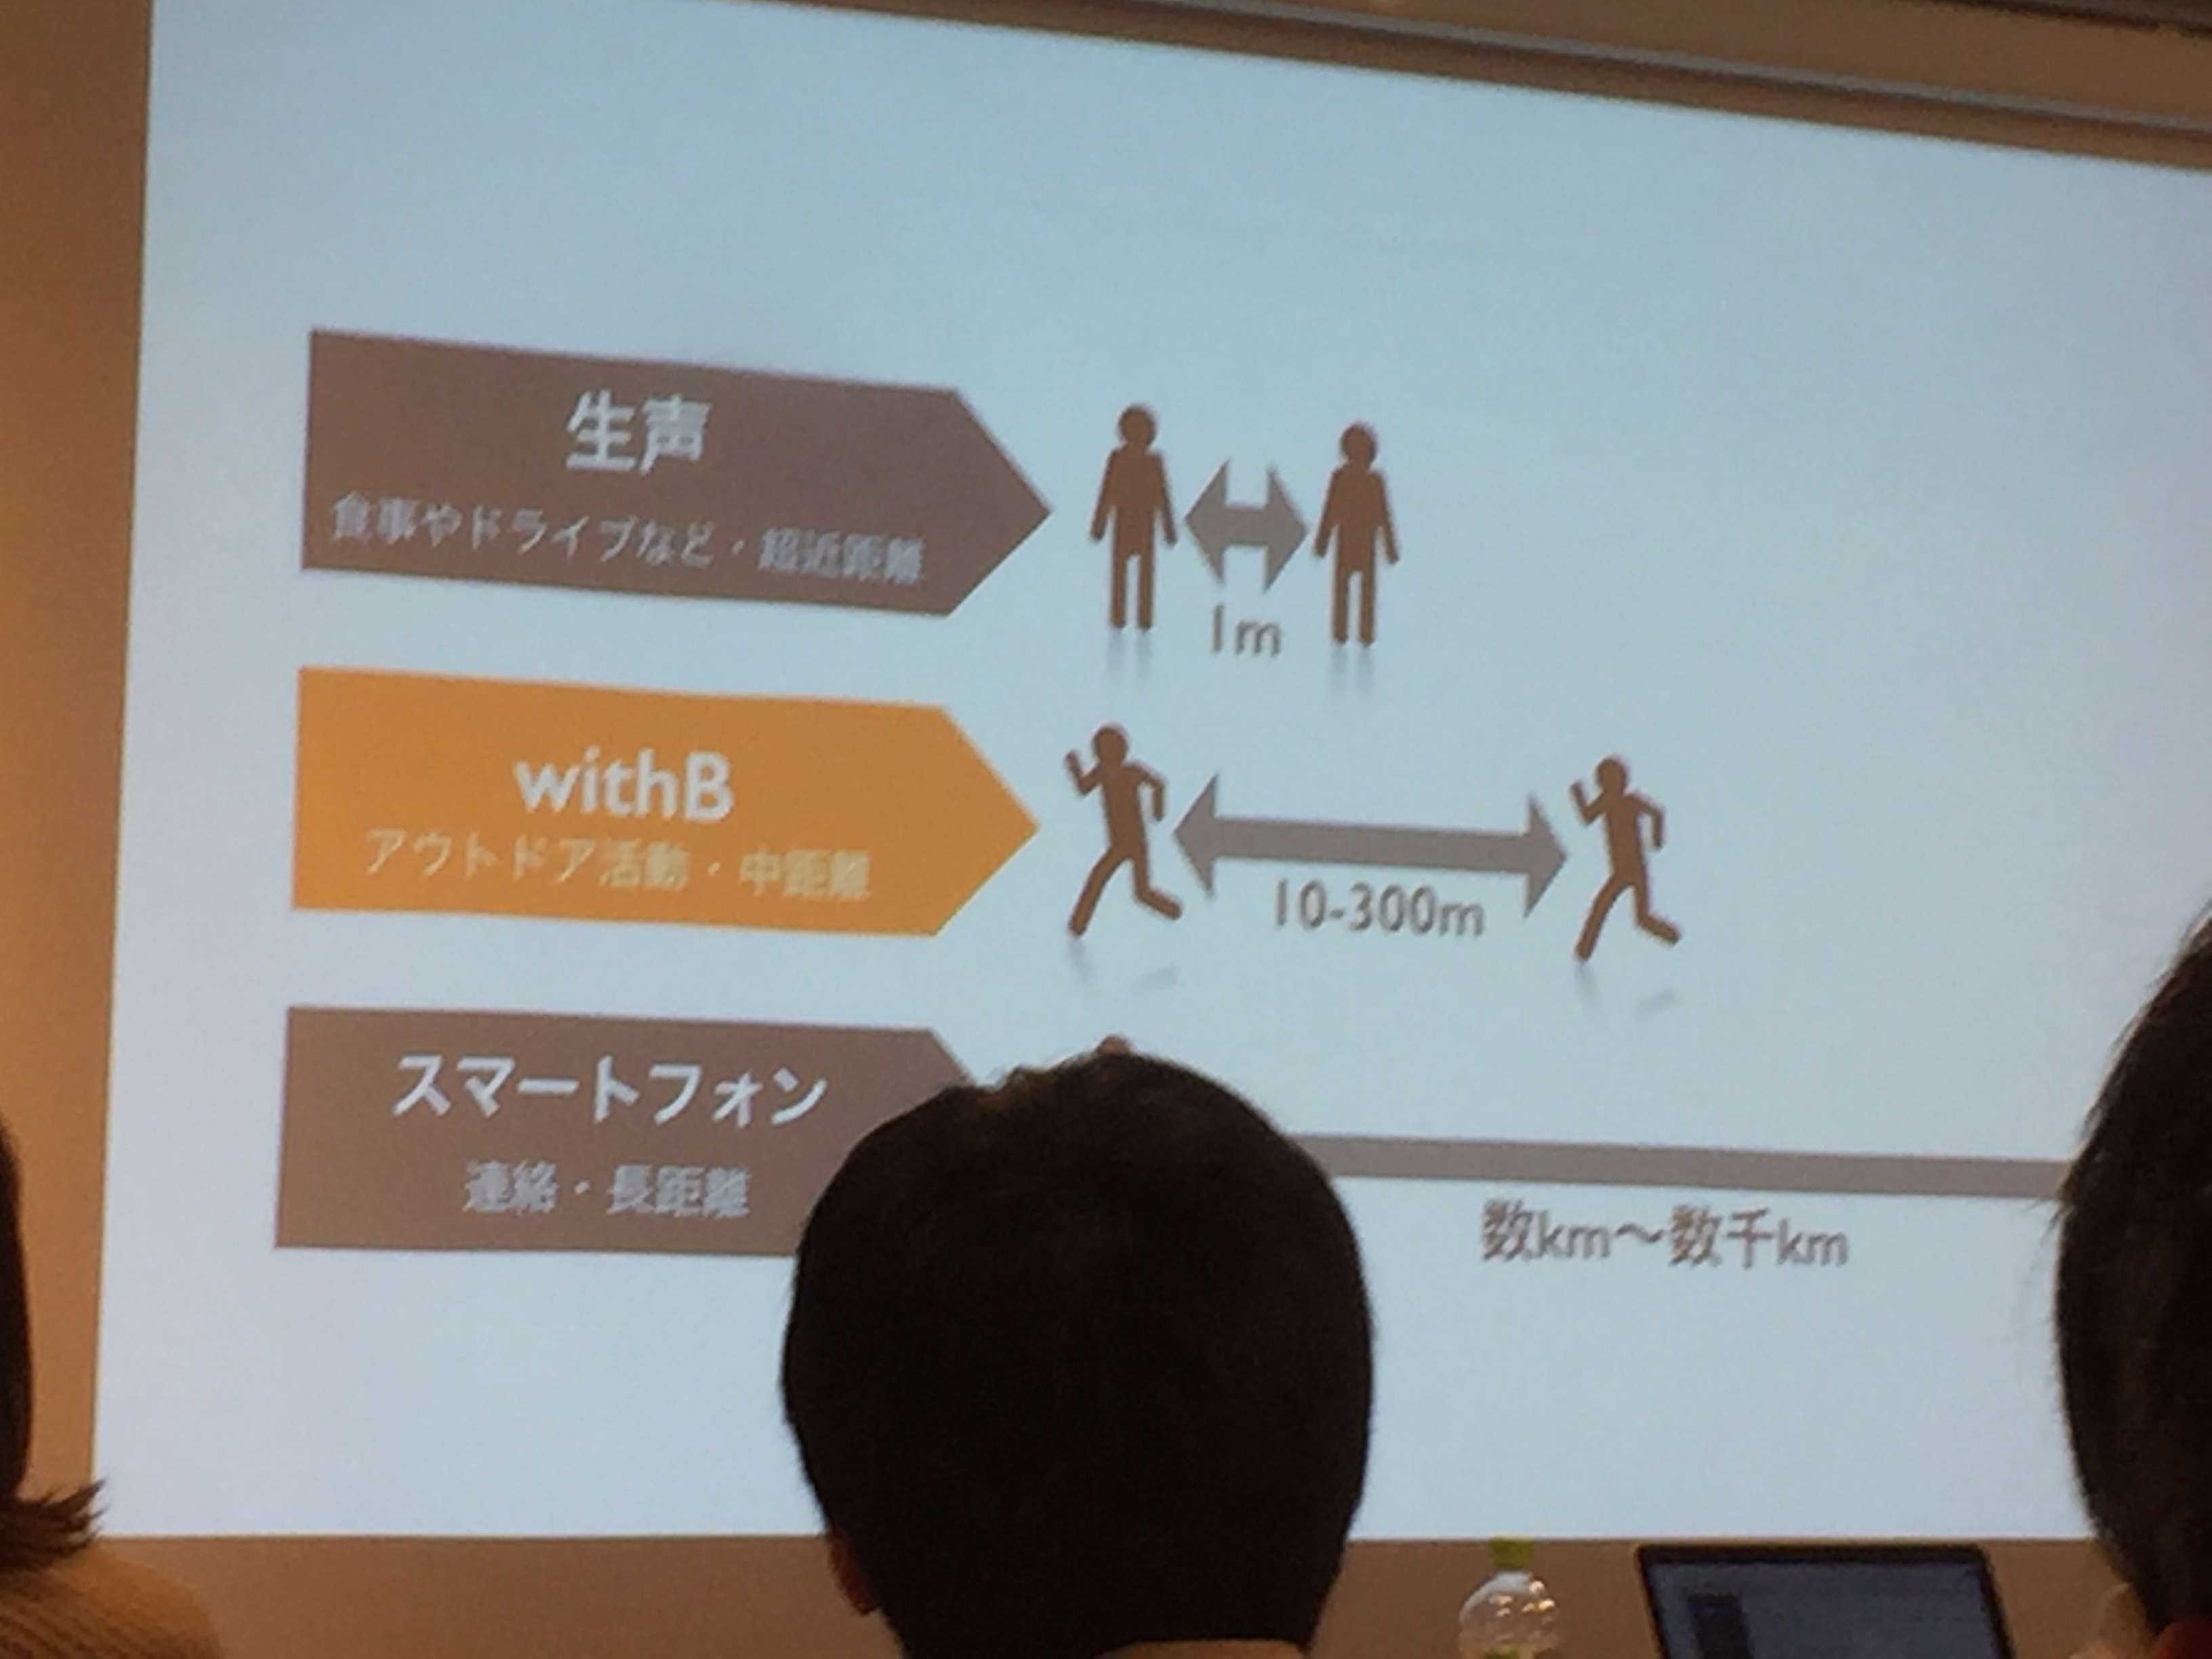 生声
食事やドライブなど・超近距離
1m
withB
アウトドア活動・中距離
10-300m
スマートフォン
連絡・長距離
数km〜数千km